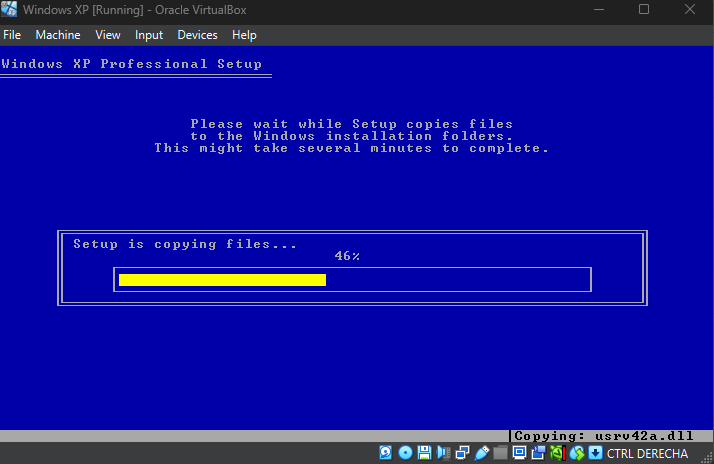 Windows XP [Running] - Oracle VirtualBox
File Machine View Input Devices Help
Windows XP Professional Setup
Please wait while Setup copies files
to the Windows installation folders.
This might take several minutes to complete.
Setup is copying files...
46%
Copying: usrv42a.dll
CTRL DERECHA